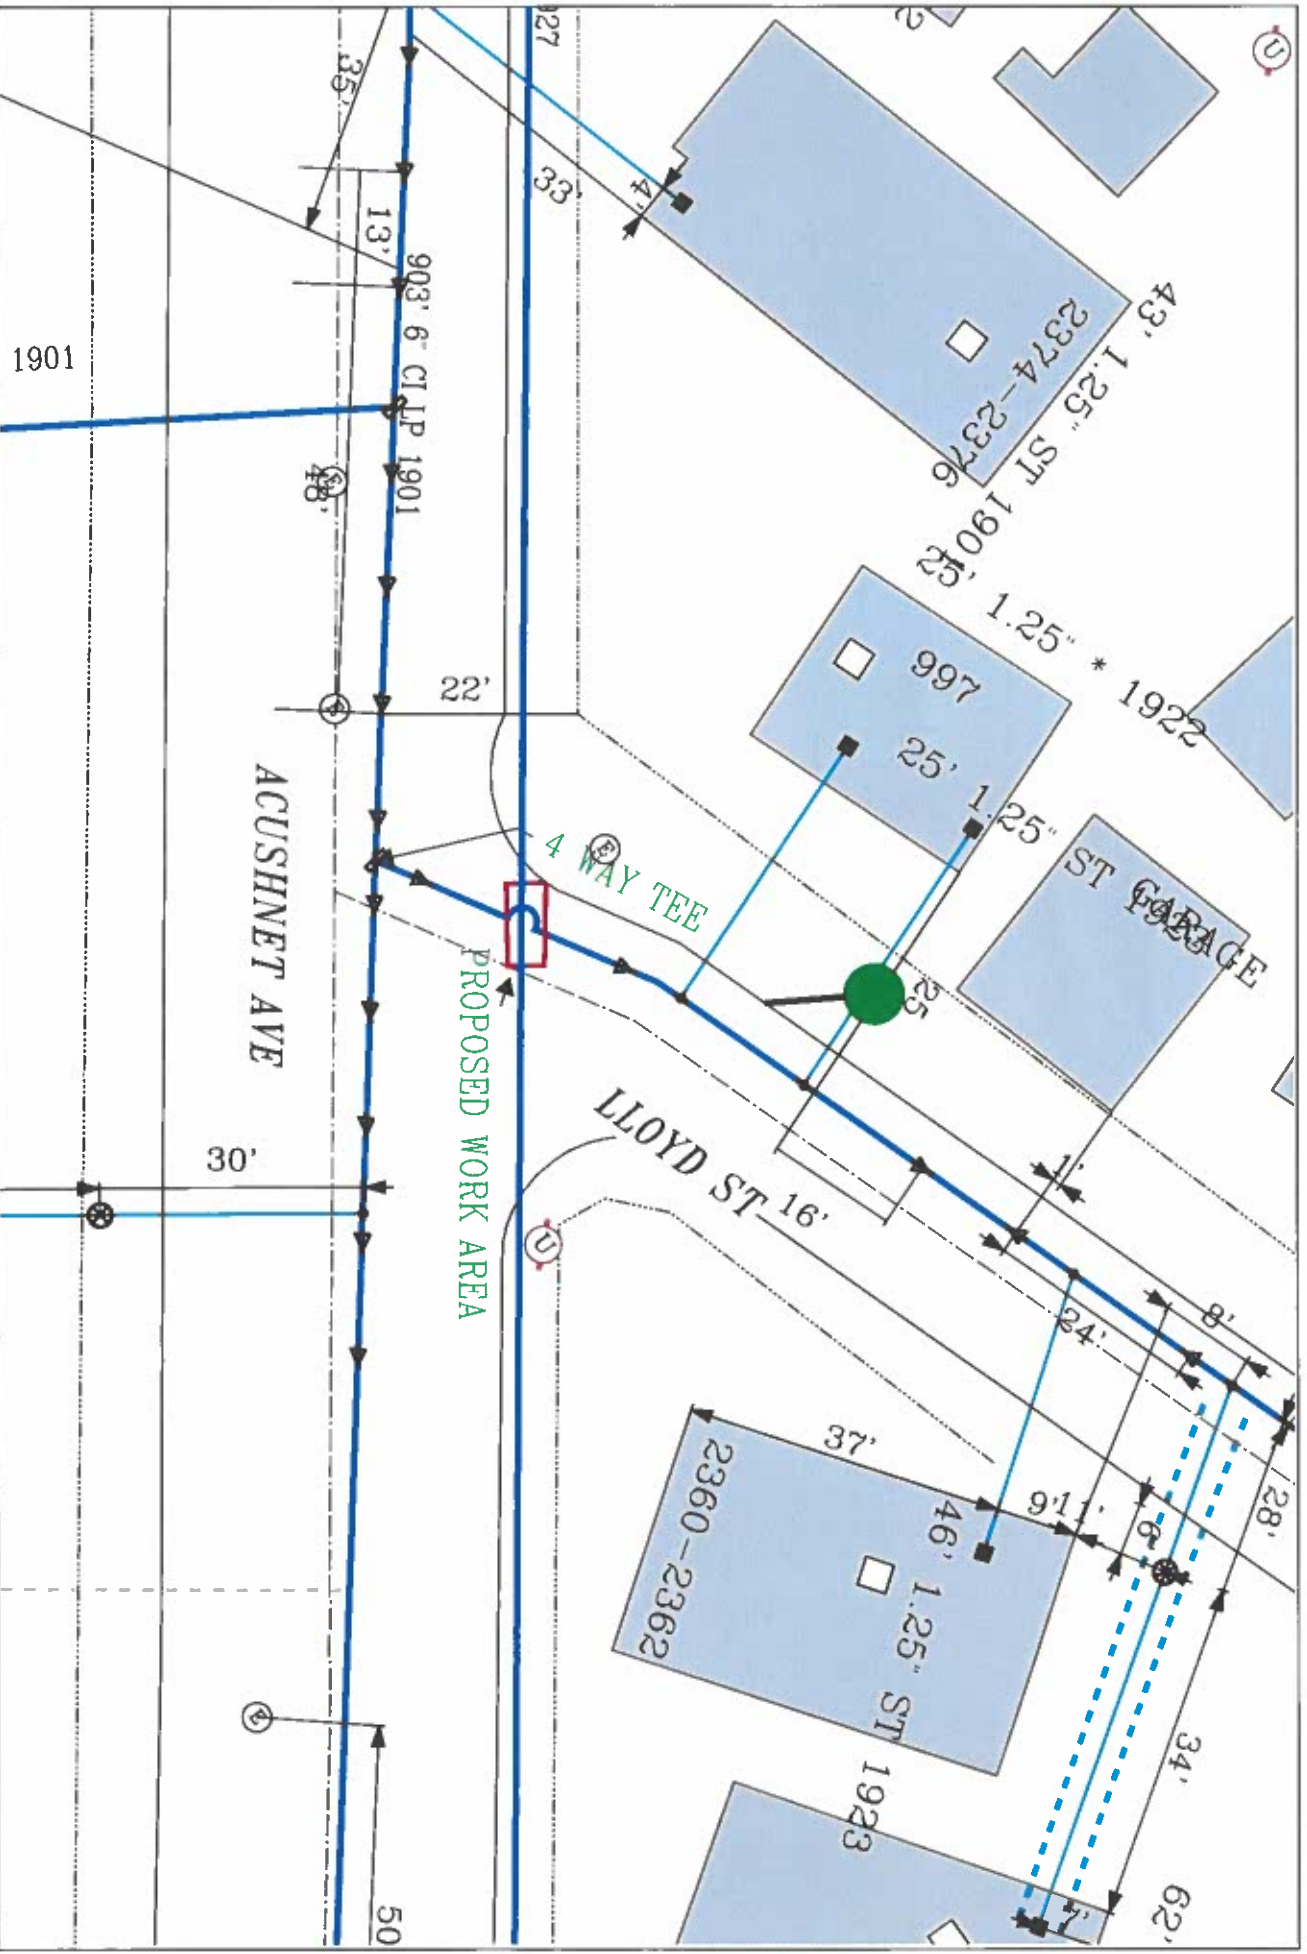 927
35'
33'
4'
13'
903' 6" CI LP 1901
1901
48'
E
U
43' 1.25" ST 1901
2374-2376
25' 1.25" * 1922
997
25' 1.25"
ST 1923
GARAGE
22'
ACUSHNET AVE
4 WAY TEE
E
PROPOSED WORK AREA
25'
LLOYD ST
16'
1'
30'
U
24'
8'
37'
9'
11'
6'
28'
2360-2362
46' 1.25" ST 1923
34'
E
50
62'
7'